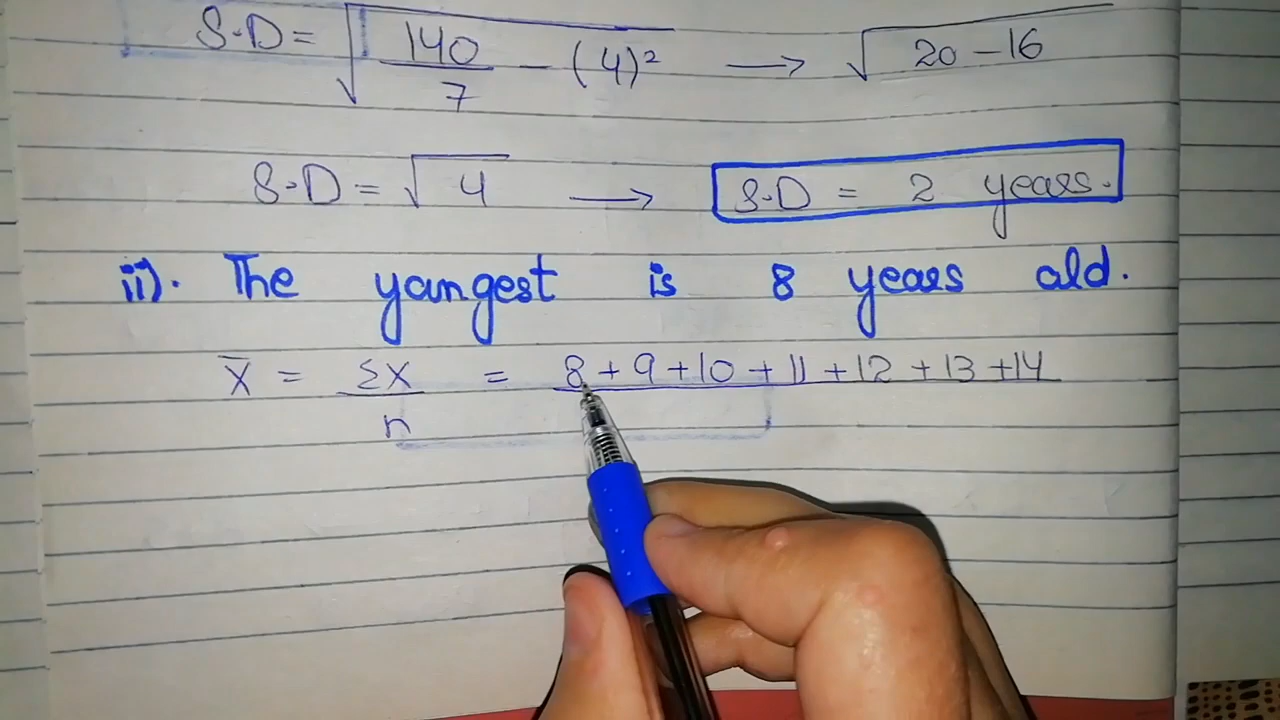 S.D = √140/7 - (4)² → √20 - 16
S.D = √4 → S.D = 2 years.
ii). The yangest is 8 years ald.
X̄ = ΣX/n = 8 + 9 + 10 + 11 + 12 + 13 + 14